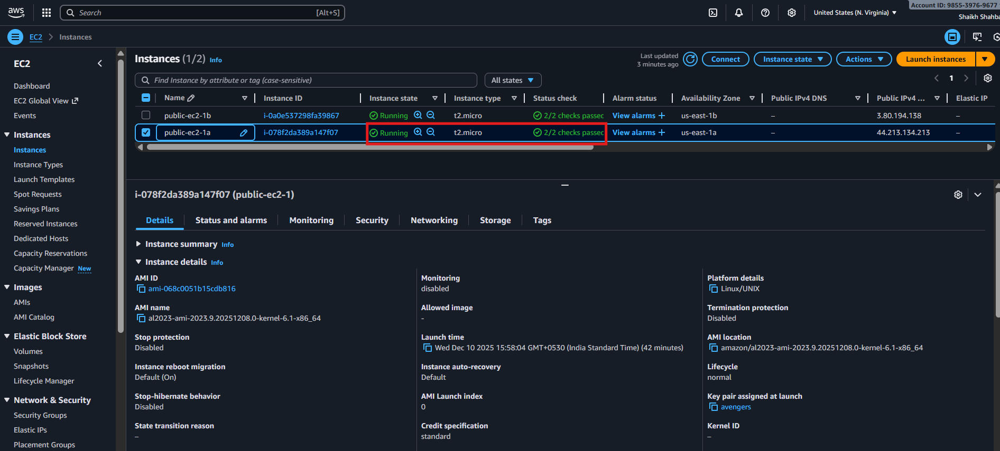 aws
Search [Alt+S]
United States (N. Virginia)
Account ID: 9855-3976-9677
Shaikh Shahba
EC2 Instances
EC2
Dashboard
EC2 Global View
Events
Instances
Instances
Instance Types
Launch Templates
Spot Requests
Savings Plans
Reserved Instances
Dedicated Hosts
Capacity Reservations
Capacity Manager New
Images
AMIs
AMI Catalog
Elastic Block Store
Volumes
Snapshots
Lifecycle Manager
Network & Security
Security Groups
Elastic IPs
Placement Groups
Instances (1/2) Info
Last updated
3 minutes ago
Connect
Instance state
Actions
Launch instances
Find Instance by attribute or tag (case-sensitive)
All states
1
Name Instance ID Instance state Instance type Status check Alarm status Availability Zone Public IPv4 DNS Public IPv4 ... Elastic IP
public-ec2-1b i-0a0e537298fa39867 Running t2.micro 2/2 checks passed View alarms + us-east-1b – 3.80.194.138 –
public-ec2-1a i-078f2da389a147f07 Running t2.micro 2/2 checks passed View alarms + us-east-1a – 44.213.134.213 –
i-078f2da389a147f07 (public-ec2-1)
Details Status and alarms Monitoring Security Networking Storage Tags
Instance summary Info
Instance details Info
AMI ID
ami-068c0051b15cdb816
AMI name
al2023-ami-2023.9.20251208.0-kernel-6.1-x86_64
Stop protection
Disabled
Instance reboot migration
Default (On)
Stop-hibernate behavior
Disabled
State transition reason
–
Monitoring
disabled
Allowed image
-
Launch time
Wed Dec 10 2025 15:58:04 GMT+0530 (India Standard Time) (42 minutes)
Instance auto-recovery
Default
AMI Launch index
0
Credit specification
standard
Platform details
Linux/UNIX
Termination protection
Disabled
AMI location
amazon/al2023-ami-2023.9.20251208.0-kernel-6.1-x86_64
Lifecycle
normal
Key pair assigned at launch
avengers
Kernel ID
–